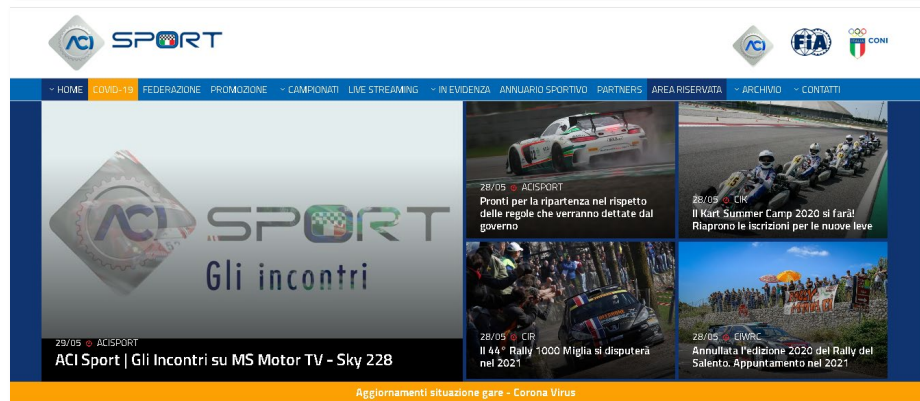 ACI SPORT
ACI FIA ITALIA CONI
HOME COVID-19 FEDERAZIONE PROMOZIONE CAMPIONATI LIVE STREAMING IN EVIDENZA ANNUARIO SPORTIVO PARTNERS AREA RISERVATA ARCHIVIO CONTATTI
ACI SPORT
Gli incontri
29/05 ACISPORT
ACI Sport | Gli Incontri su MS Motor TV - Sky 228
28/05 ACISPORT
Pronti per la ripartenza nel rispetto
delle regole che verranno dettate dal
governo
28/05 CIK
Il Kart Summer Camp 2020 si farà!
Riaprono le iscrizioni per le nuove leve
28/05 CIR
Il 44° Rally 1000 Miglia si disputerà
nel 2021
28/05 CIWRC
Annullata l'edizione 2020 del Rally del
Salento. Appuntamento nel 2021
Aggiornamenti situazione gare - Corona Virus